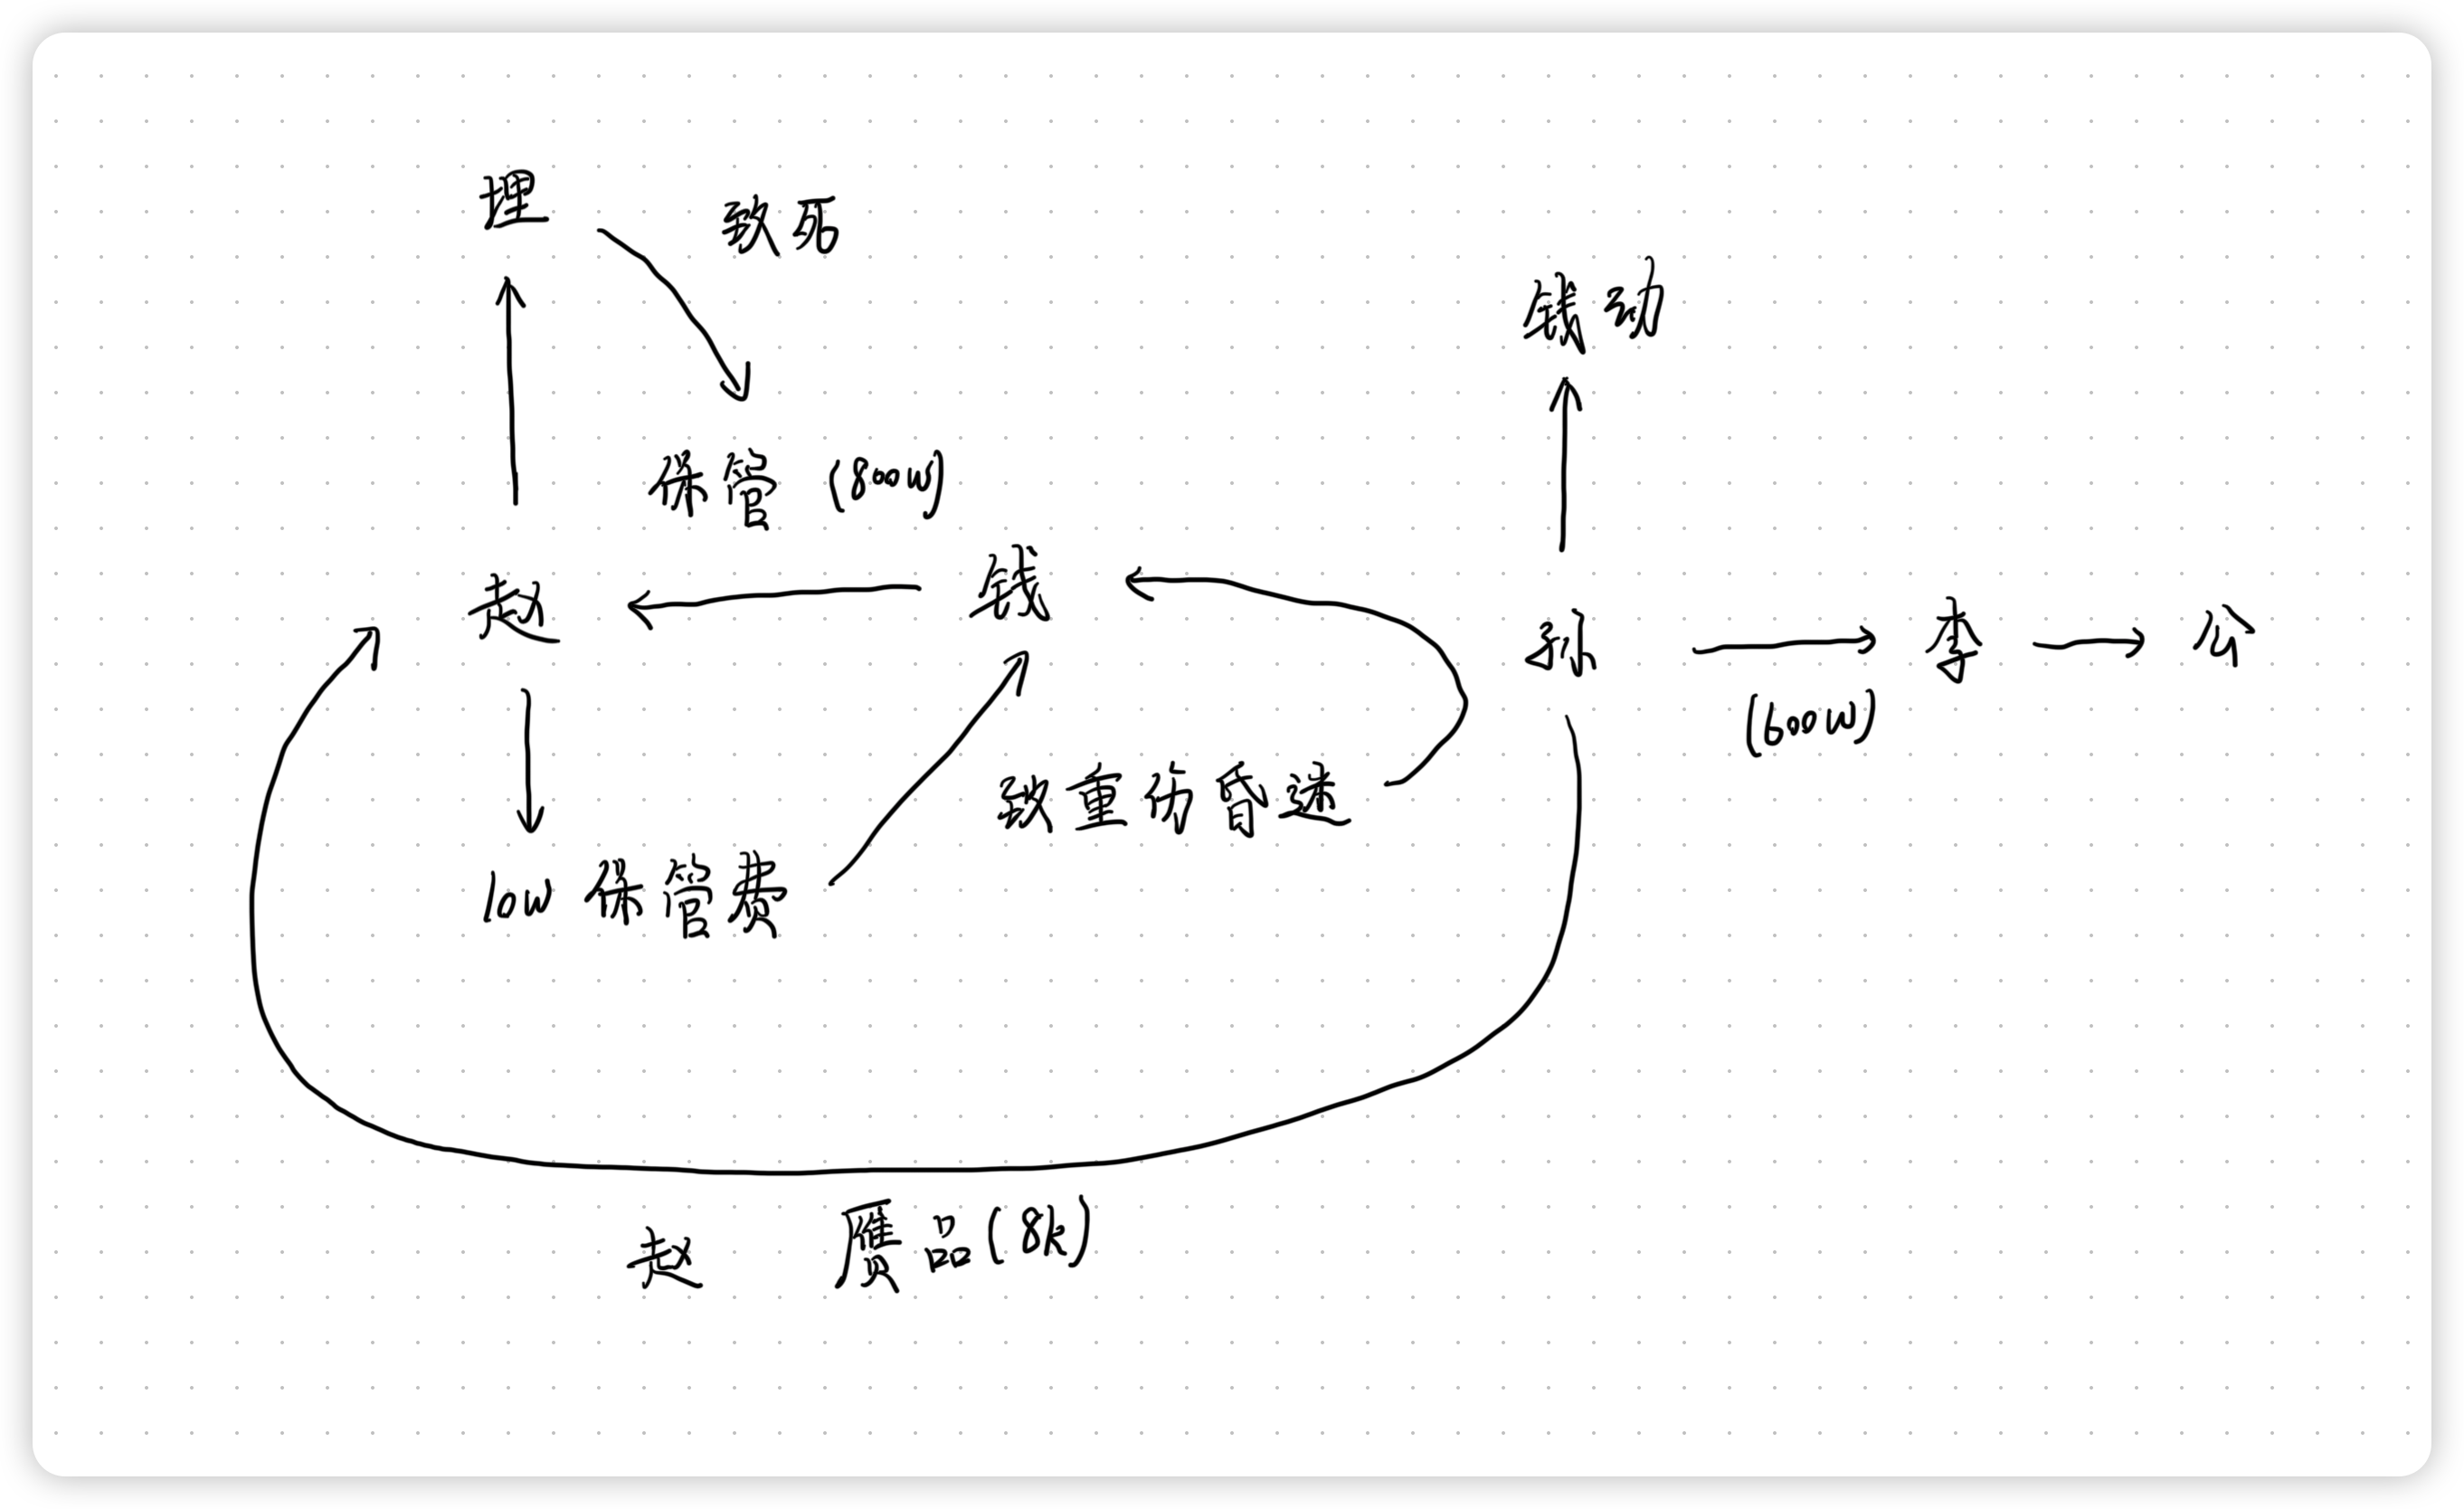 埋
致死
钱动
保管 (800W)
赵
钱
孙
李
公
(600W)
致重伤昏迷
10W 保管费
赵 赝品(8k)